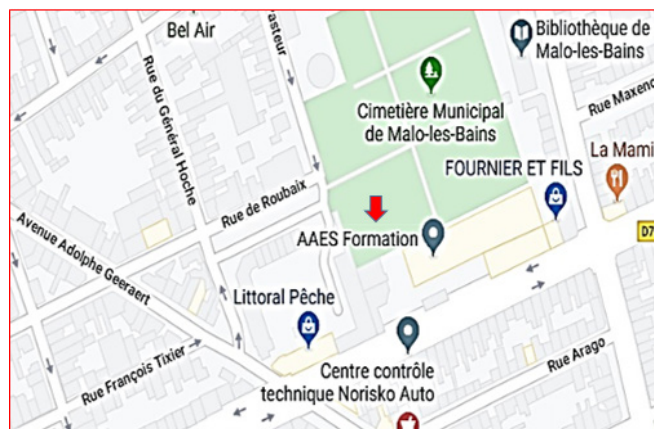 Bel Air
Pasteur
Rue du Général Hoche
Bibliothèque de
Malo-les-Bains
Cimetière Municipal
de Malo-les-Bains
Rue Maxenc
La Mami
FOURNIER ET FILS
Rue de Roubaix
AAES Formation
D7
Avenue Adolphe Geeraert
Littoral Pêche
Rue François Tixier
Centre contrôle
technique Norisko Auto
Rue Arago